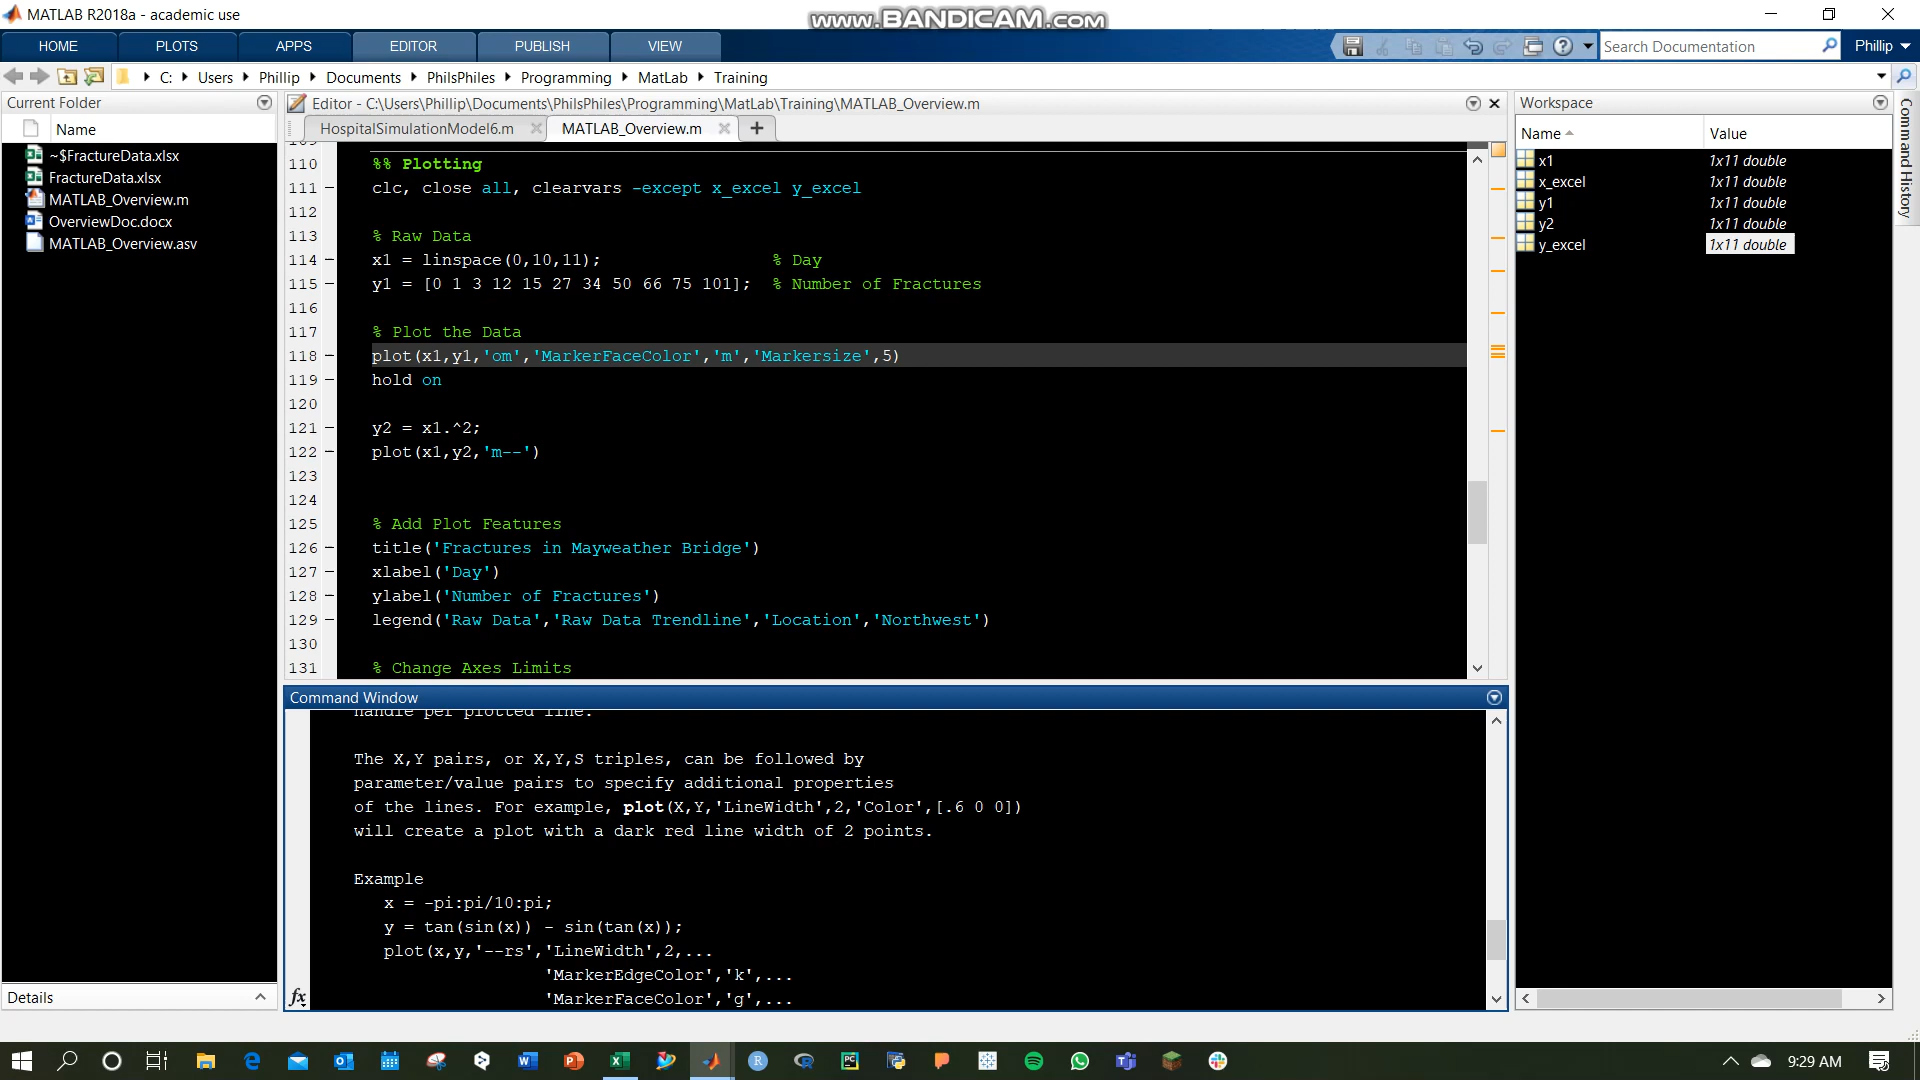 MATLAB R2018a - academic use
www.BANDICAM.com
HOME PLOTS APPS EDITOR PUBLISH VIEW
Search Documentation
Phillip
C: Users Phillip Documents PhilsPhiles Programming MatLab Training
Current Folder
Name
~$FractureData.xlsx
FractureData.xlsx
MATLAB_Overview.m
OverviewDoc.docx
MATLAB_Overview.asv
Details
Editor - C:\Users\Phillip\Documents\PhilsPhiles\Programming\MatLab\Training\MATLAB_Overview.m
HospitalSimulationModel6.m MATLAB_Overview.m
110 %% Plotting
111 clc, close all, clearvars -except x_excel y_excel
112
113 % Raw Data
114 x1 = linspace(0,10,11); % Day
115 y1 = [0 1 3 12 15 27 34 50 66 75 101]; % Number of Fractures
116
117 % Plot the Data
118 plot(x1,y1,'om','MarkerFaceColor','m','Markersize',5)
119 hold on
120
121 y2 = x1.^2;
122 plot(x1,y2,'m--')
123
124
125 % Add Plot Features
126 title('Fractures in Mayweather Bridge')
127 xlabel('Day')
128 ylabel('Number of Fractures')
129 legend('Raw Data','Raw Data Trendline','Location','Northwest')
130
131 % Change Axes Limits
Command Window
handle per plotted line.
The X,Y pairs, or X,Y,S triples, can be followed by
parameter/value pairs to specify additional properties
of the lines. For example, plot(X,Y,'LineWidth',2,'Color',[.6 0 0])
will create a plot with a dark red line width of 2 points.
Example
x = -pi:pi/10:pi;
y = tan(sin(x)) - sin(tan(x));
plot(x,y,'--rs','LineWidth',2,...
'MarkerEdgeColor','k',...
'MarkerFaceColor','g',...
fx
Workspace
Name Value
x1 1x11 double
x_excel 1x11 double
y1 1x11 double
y2 1x11 double
y_excel 1x11 double
Command History
9:29 AM